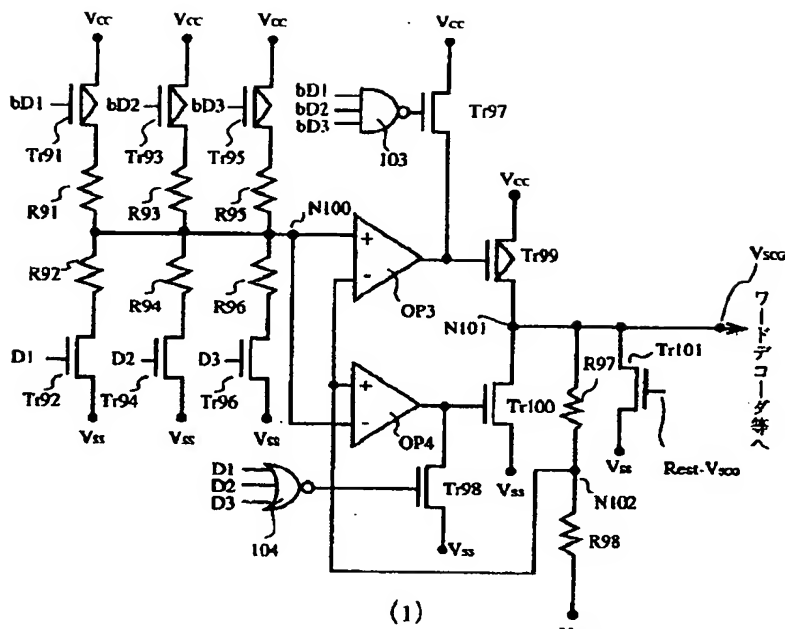 Vcc
Vcc
Vcc
Vcc
bD1
bD2
bD3
bD1
bD2
bD3
Tr97
103
Tr91
Tr93
Tr95
R91
R93
R95
N100
Vcc
+
-
OP3
Tr99
VSCG
ワードデコーダ等へ
R92
R94
R96
N101
Tr101
R97
D1
D2
D3
Tr92
Tr94
Tr96
+
-
OP4
Tr100
Vss
Vss
Vss
Vss
Vss
Rest-VSCG
D1
D2
D3
104
Tr98
N102
Vss
R98
(1)